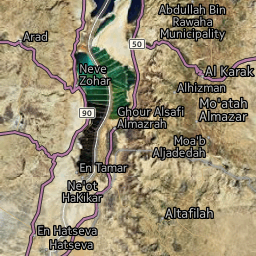 Abdullah Bin
Rawaha
Municipality
Arad
50
Neve
Zohar
Al Karak
Alhizman
Mo'atah
Almazar
90
Ghour Alsafi
Almazrah
Moa'b
Aljadedah
En Tamar
Ne'ot
HaKikar
Altafilah
En Hatseva
Hatseva